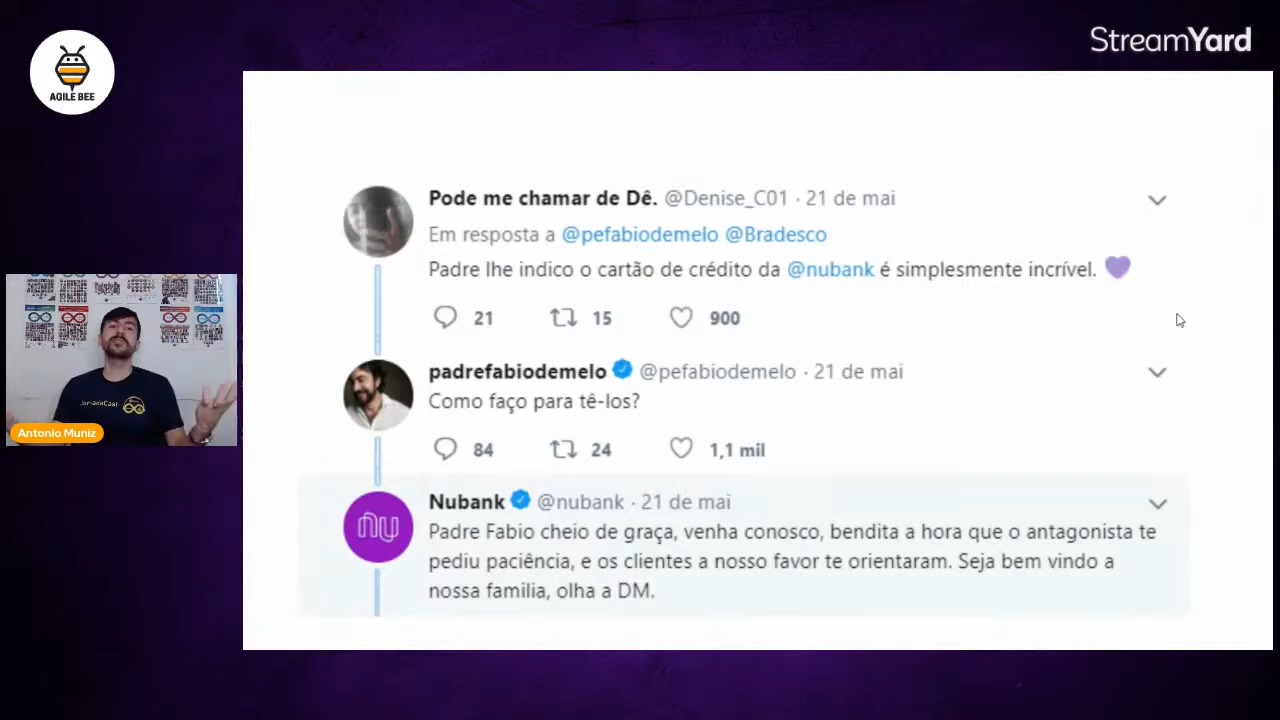 AGILE BEE
StreamYard
Pode me chamar de Dê. @Denise_C01 · 21 de mai
Em resposta a @pefabiodemelo @Bradesco
Padre lhe indico o cartão de crédito da @nubank é simplesmente incrível. 💜
21 15 900
padrefabiodemelo @pefabiodemelo · 21 de mai
Como faço para tê-los?
84 24 1,1 mil
Nubank @nubank · 21 de mai
nu
Padre Fabio cheio de graça, venha conosco, bendita a hora que o antagonista te
pediu paciência, e os clientes a nosso favor te orientaram. Seja bem vindo a
nossa familia, olha a DM.
JornadaCast
Antonio Muniz